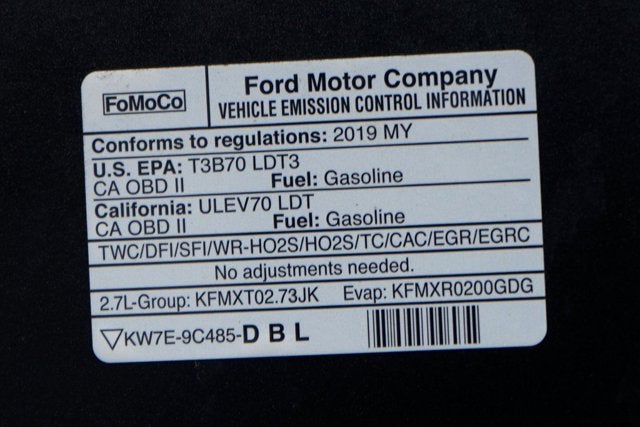 FoMoCo
Ford Motor Company
VEHICLE EMISSION CONTROL INFORMATION
Conforms to regulations: 2019 MY
U.S. EPA: T3B70 LDT3
CA OBD II Fuel: Gasoline
California: ULEV70 LDT
CA OBD II Fuel: Gasoline
TWC/DFI/SFI/WR-HO2S/HO2S/TC/CAC/EGR/EGRC
No adjustments needed.
2.7L-Group: KFMXT02.73JK Evap: KFMXR0200GDG
▽KW7E-9C485-D B L